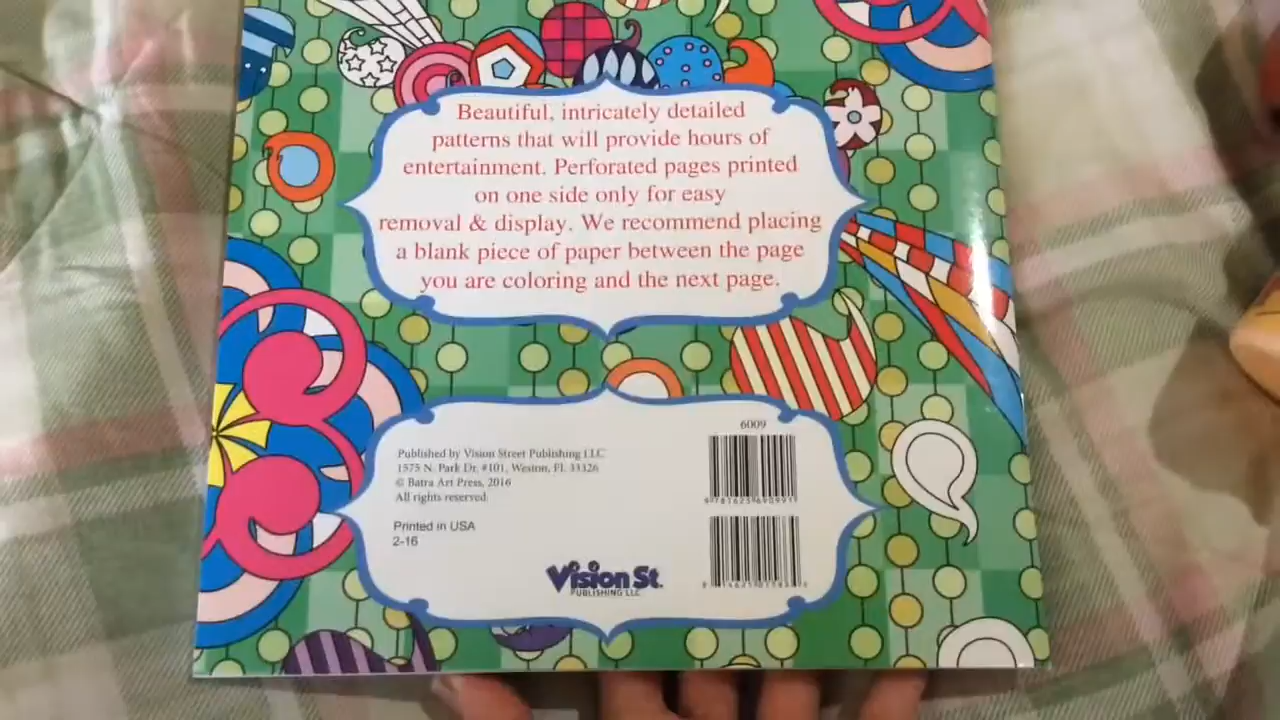 Beautiful, intricately detailed
patterns that will provide hours of
entertainment. Perforated pages printed
on one side only for easy
removal & display. We recommend placing
a blank piece of paper between the page
you are coloring and the next page.
6009
Published by Vision Street Publishing LLC
1575 N. Park Dr. #101, Weston, FL 33326
© Batra Art Press, 2016
All rights reserved.
9 781623 690991
Printed in USA
2-16
Vision St.
PUBLISHING LLC